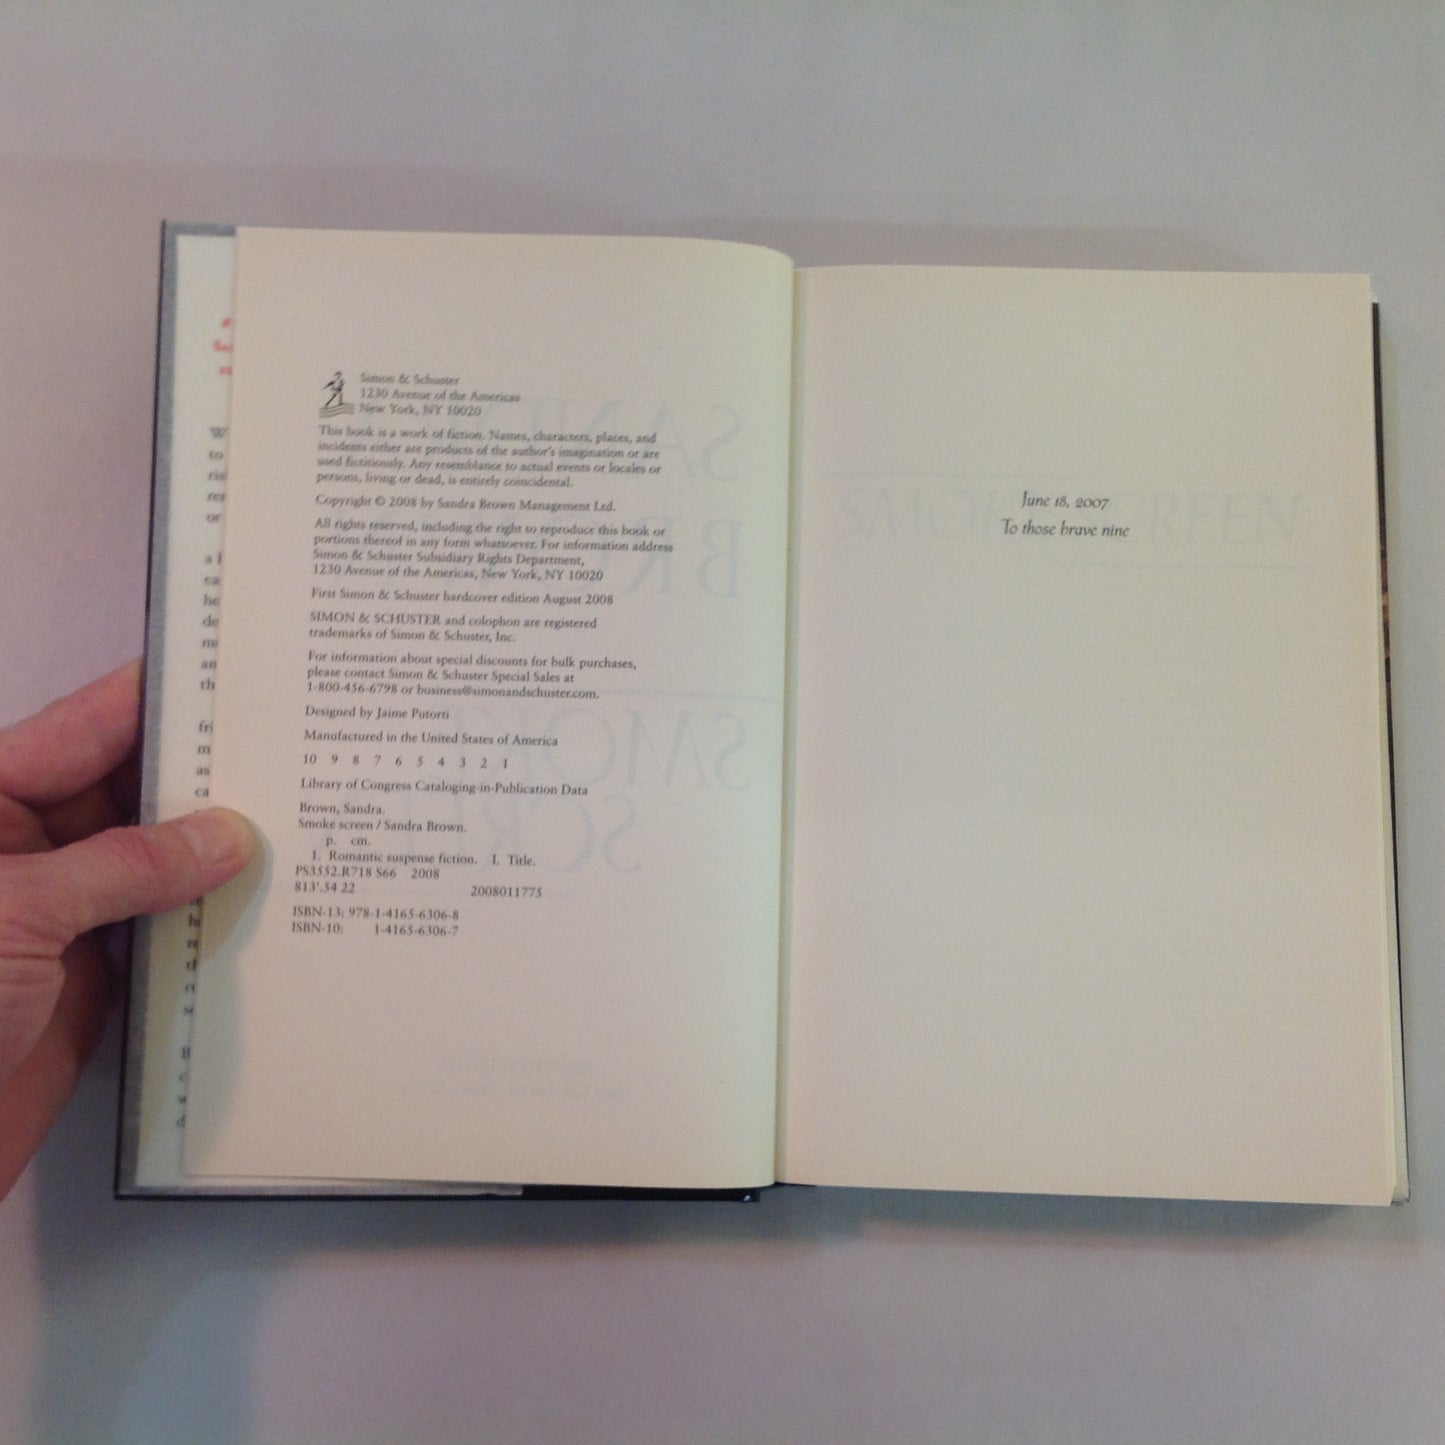 Simon & Schuster
1230 Avenue of the Americas
New York, NY 10020
This book is a work of fiction. Names, characters, places, and
incidents either are products of the author's imagination or are
used fictitiously. Any resemblance to actual events or locales or
persons, living or dead, is entirely coincidental.
Copyright © 2008 by Sandra Brown Management Ltd.
All rights reserved, including the right to reproduce this book or
portions thereof in any form whatsoever. For information address
Simon & Schuster Subsidiary Rights Department,
1230 Avenue of the Americas, New York, NY 10020
First Simon & Schuster hardcover edition August 2008
SIMON & SCHUSTER and colophon are registered
trademarks of Simon & Schuster, Inc.
For information about special discounts for bulk purchases,
please contact Simon & Schuster Special Sales at
1-800-456-6798 or business@simonandschuster.com.
Designed by Jaime Putorti
Manufactured in the United States of America
10 9 8 7 6 5 4 3 2 1
Library of Congress Cataloging-in-Publication Data
Brown, Sandra.
Smoke screen / Sandra Brown.
p. cm.
1. Romantic suspense fiction. I. Title.
PS3552.R718 S66 2008
813'.54 22 2008011775
ISBN-13: 978-1-4165-6306-8
ISBN-10: 1-4165-6306-7
June 18, 2007
To those brave nine